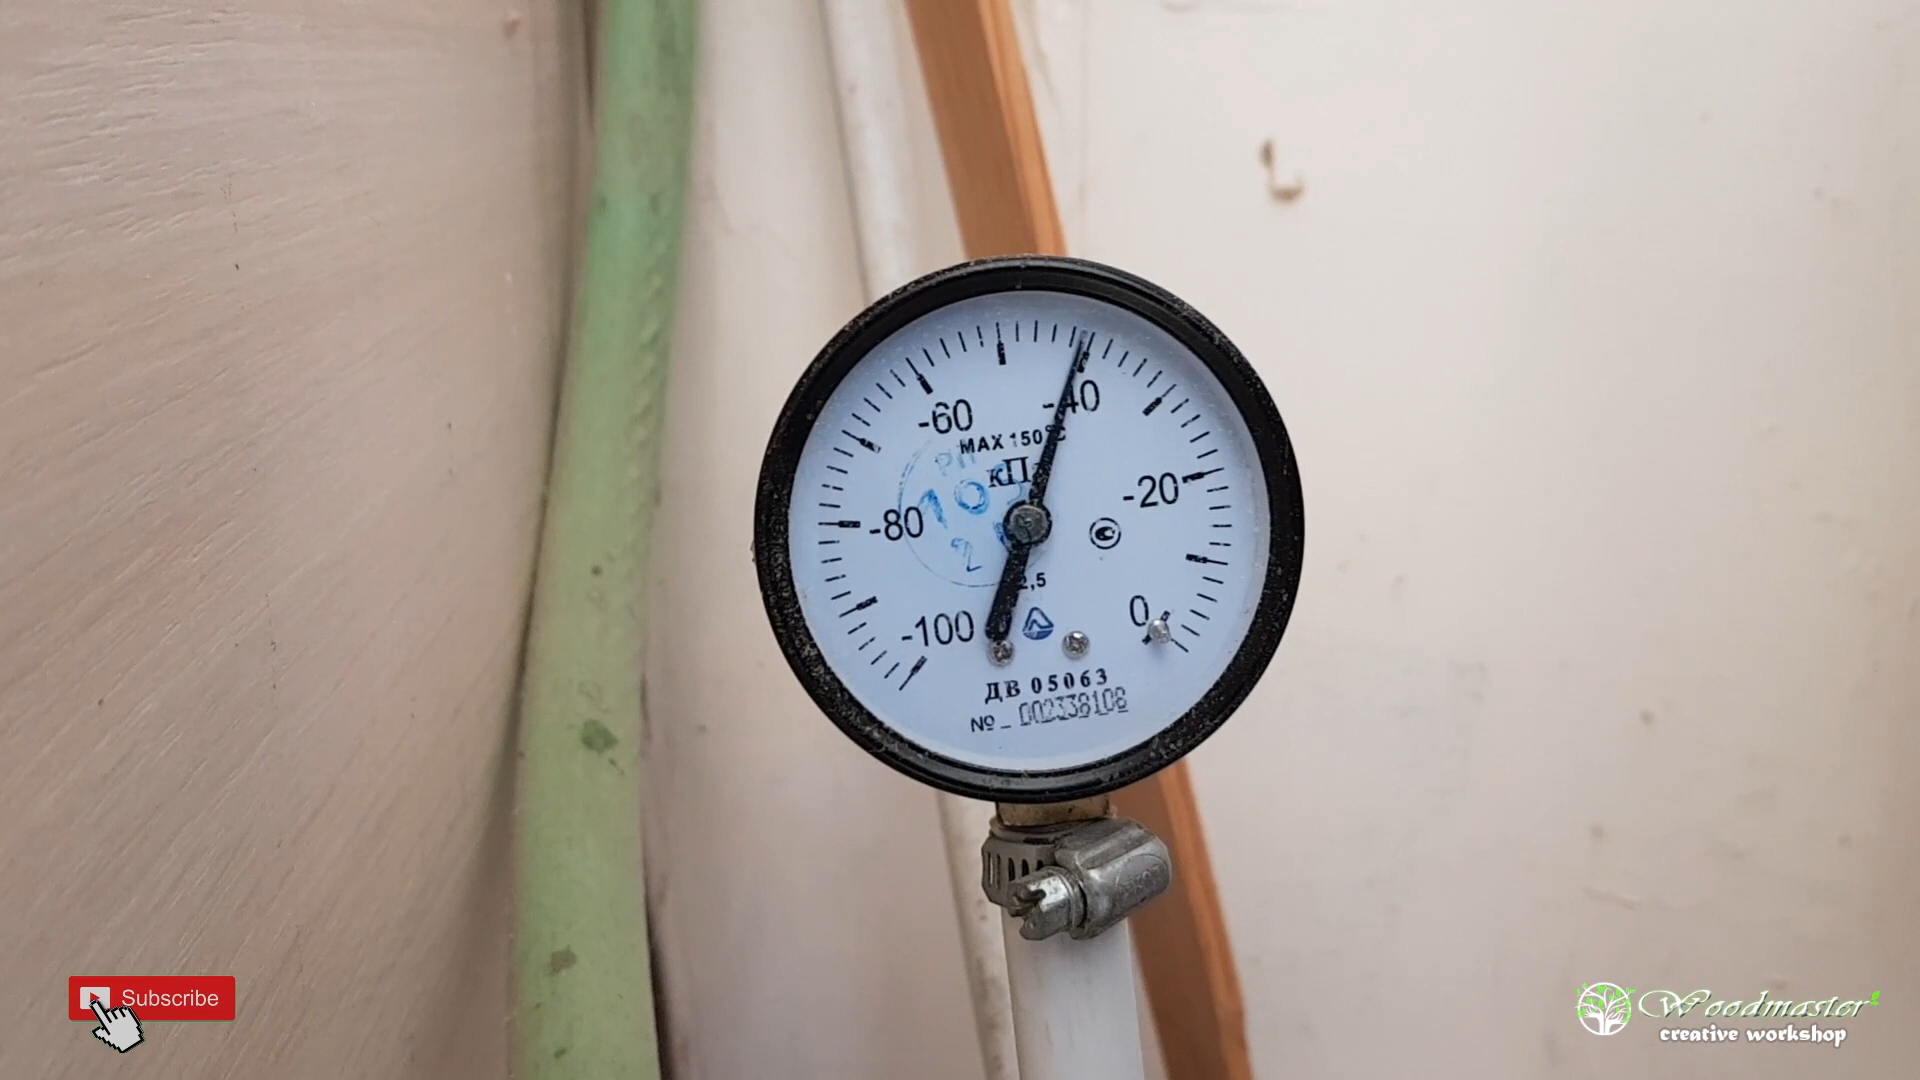 -40
-60
MAX 150°C
кПа
-20
-80
2,5
0
-100
ДВ 05063
№ 002338108
Subscribe
Woodmaster
creative workshop